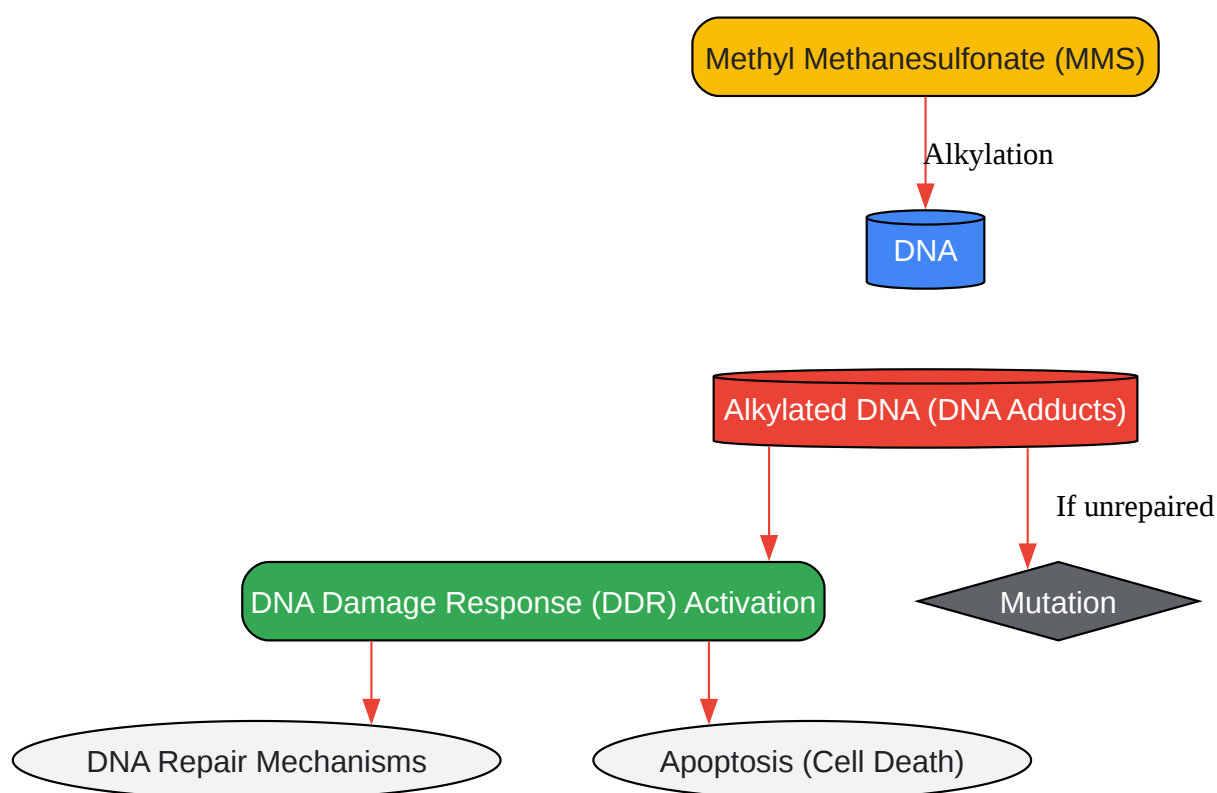 Methyl Methanesulfonate (MMS)
Alkylation
DNA
Alkylated DNA (DNA Adducts)
If unrepaired
DNA Damage Response (DDR) Activation
Mutation
DNA Repair Mechanisms
Apoptosis (Cell Death)